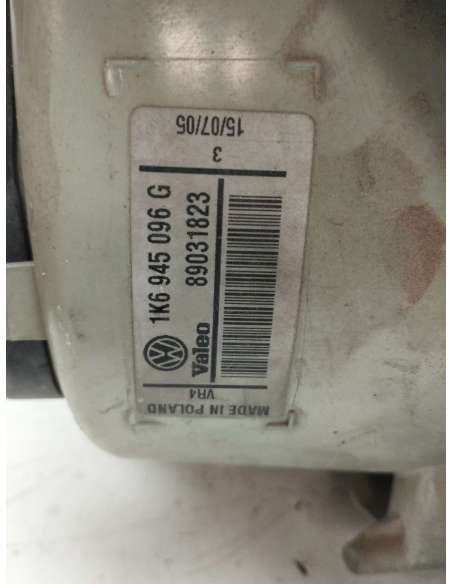 15/07/05
3
1K6 945 096 G
89031823
Valeo
VR4
MADE IN POLAND